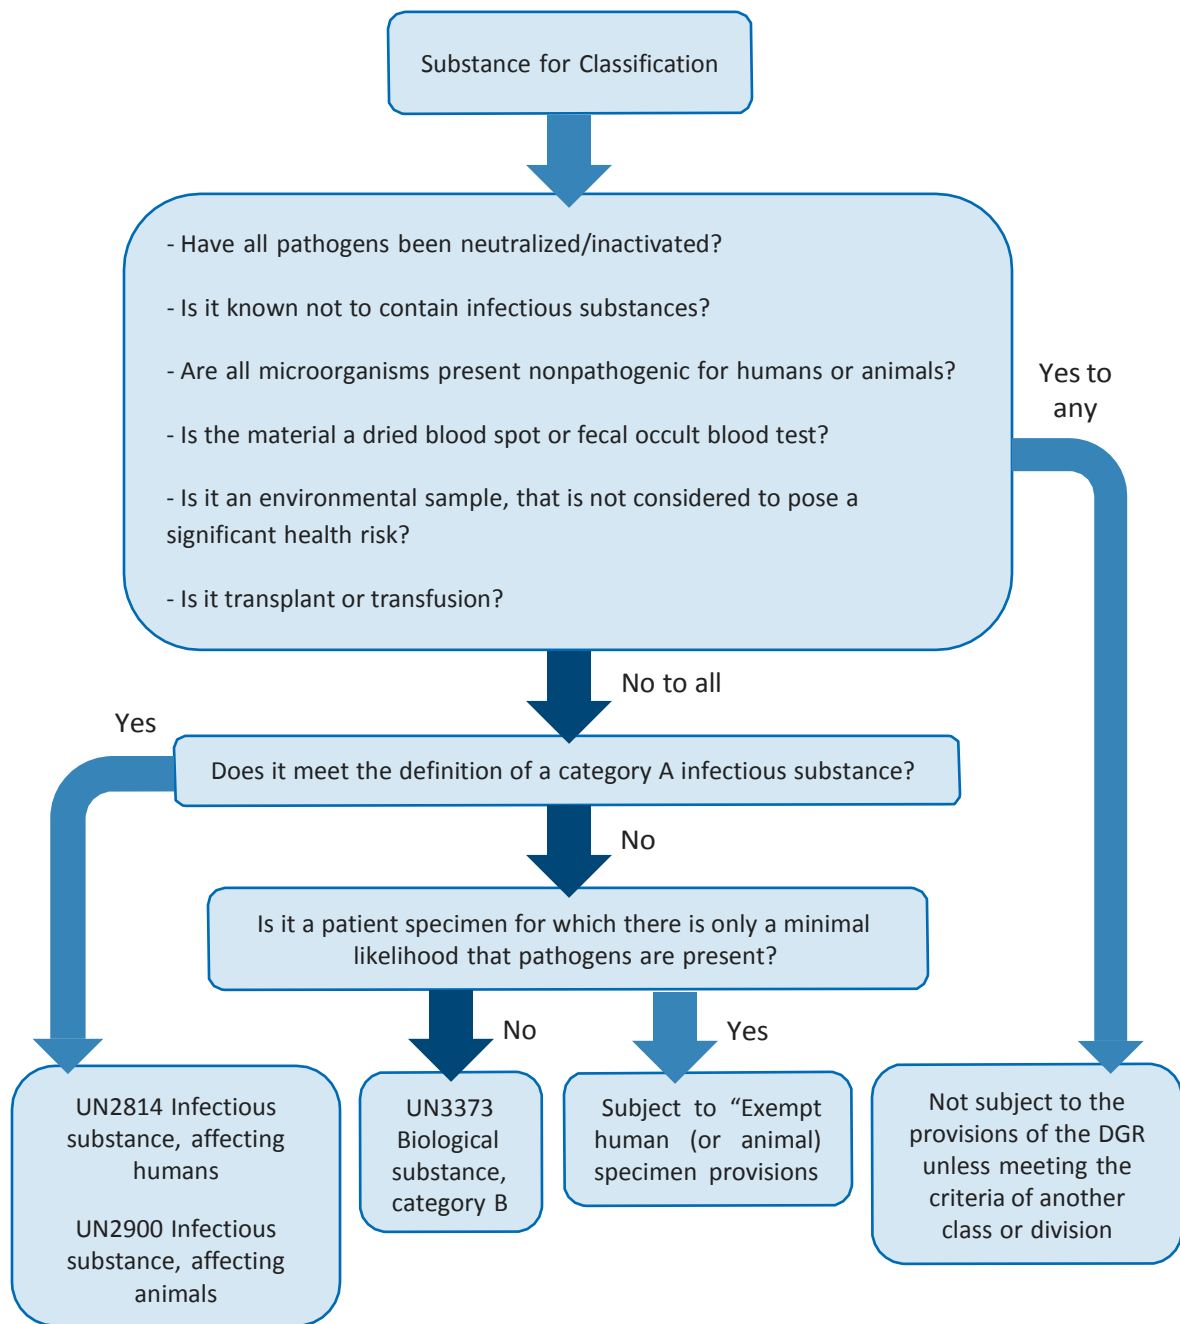 Substance for Classification
- Have all pathogens been neutralized/inactivated?
- Is it known not to contain infectious substances?
- Are all microorganisms present nonpathogenic for humans or animals?
- Is the material a dried blood spot or fecal occult blood test?
- Is it an environmental sample, that is not considered to pose a
significant health risk?
- Is it transplant or transfusion?
Yes to
any
No to all
Yes
Does it meet the definition of a category A infectious substance?
No
Is it a patient specimen for which there is only a minimal
likelihood that pathogens are present?
No
Yes
UN2814 Infectious
substance, affecting
humans
UN2900 Infectious
substance, affecting
animals
UN3373
Biological
substance,
category B
Subject to “Exempt
human (or animal)
specimen provisions
Not subject to the
provisions of the DGR
unless meeting the
criteria of another
class or division